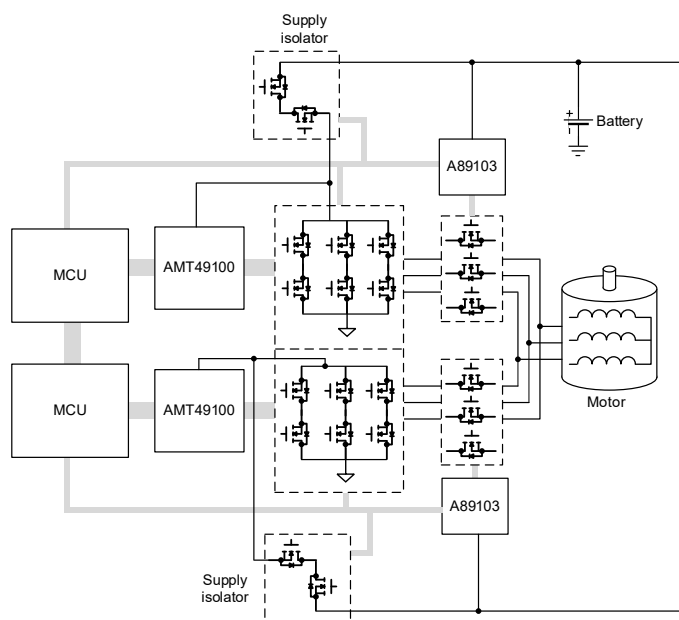 Supply
isolator
+
-
Battery
A89103
MCU
AMT49100
MCU
AMT49100
Motor
A89103
Supply
isolator